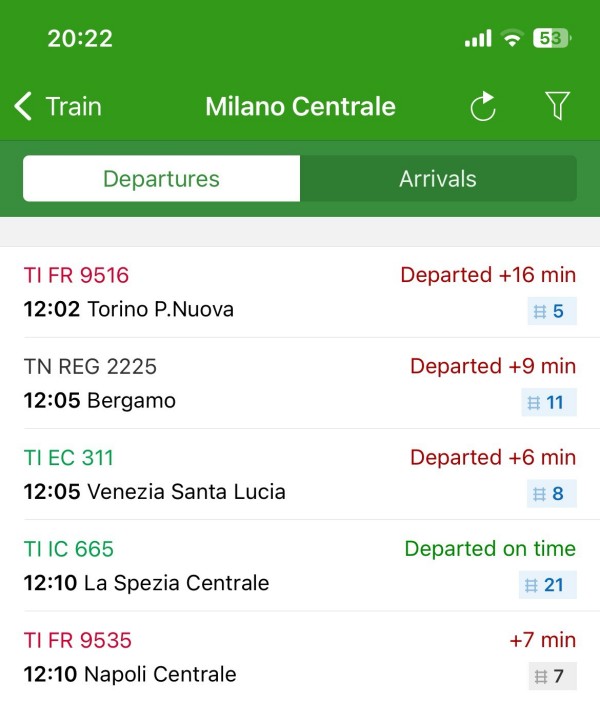 20:22 53
Train Milano Centrale
Departures Arrivals
TI FR 9516 Departed +16 min
12:02 Torino P.Nuova 5
TN REG 2225 Departed +9 min
12:05 Bergamo 11
TI EC 311 Departed +6 min
12:05 Venezia Santa Lucia 8
TI IC 665 Departed on time
12:10 La Spezia Centrale 21
TI FR 9535 +7 min
12:10 Napoli Centrale 7